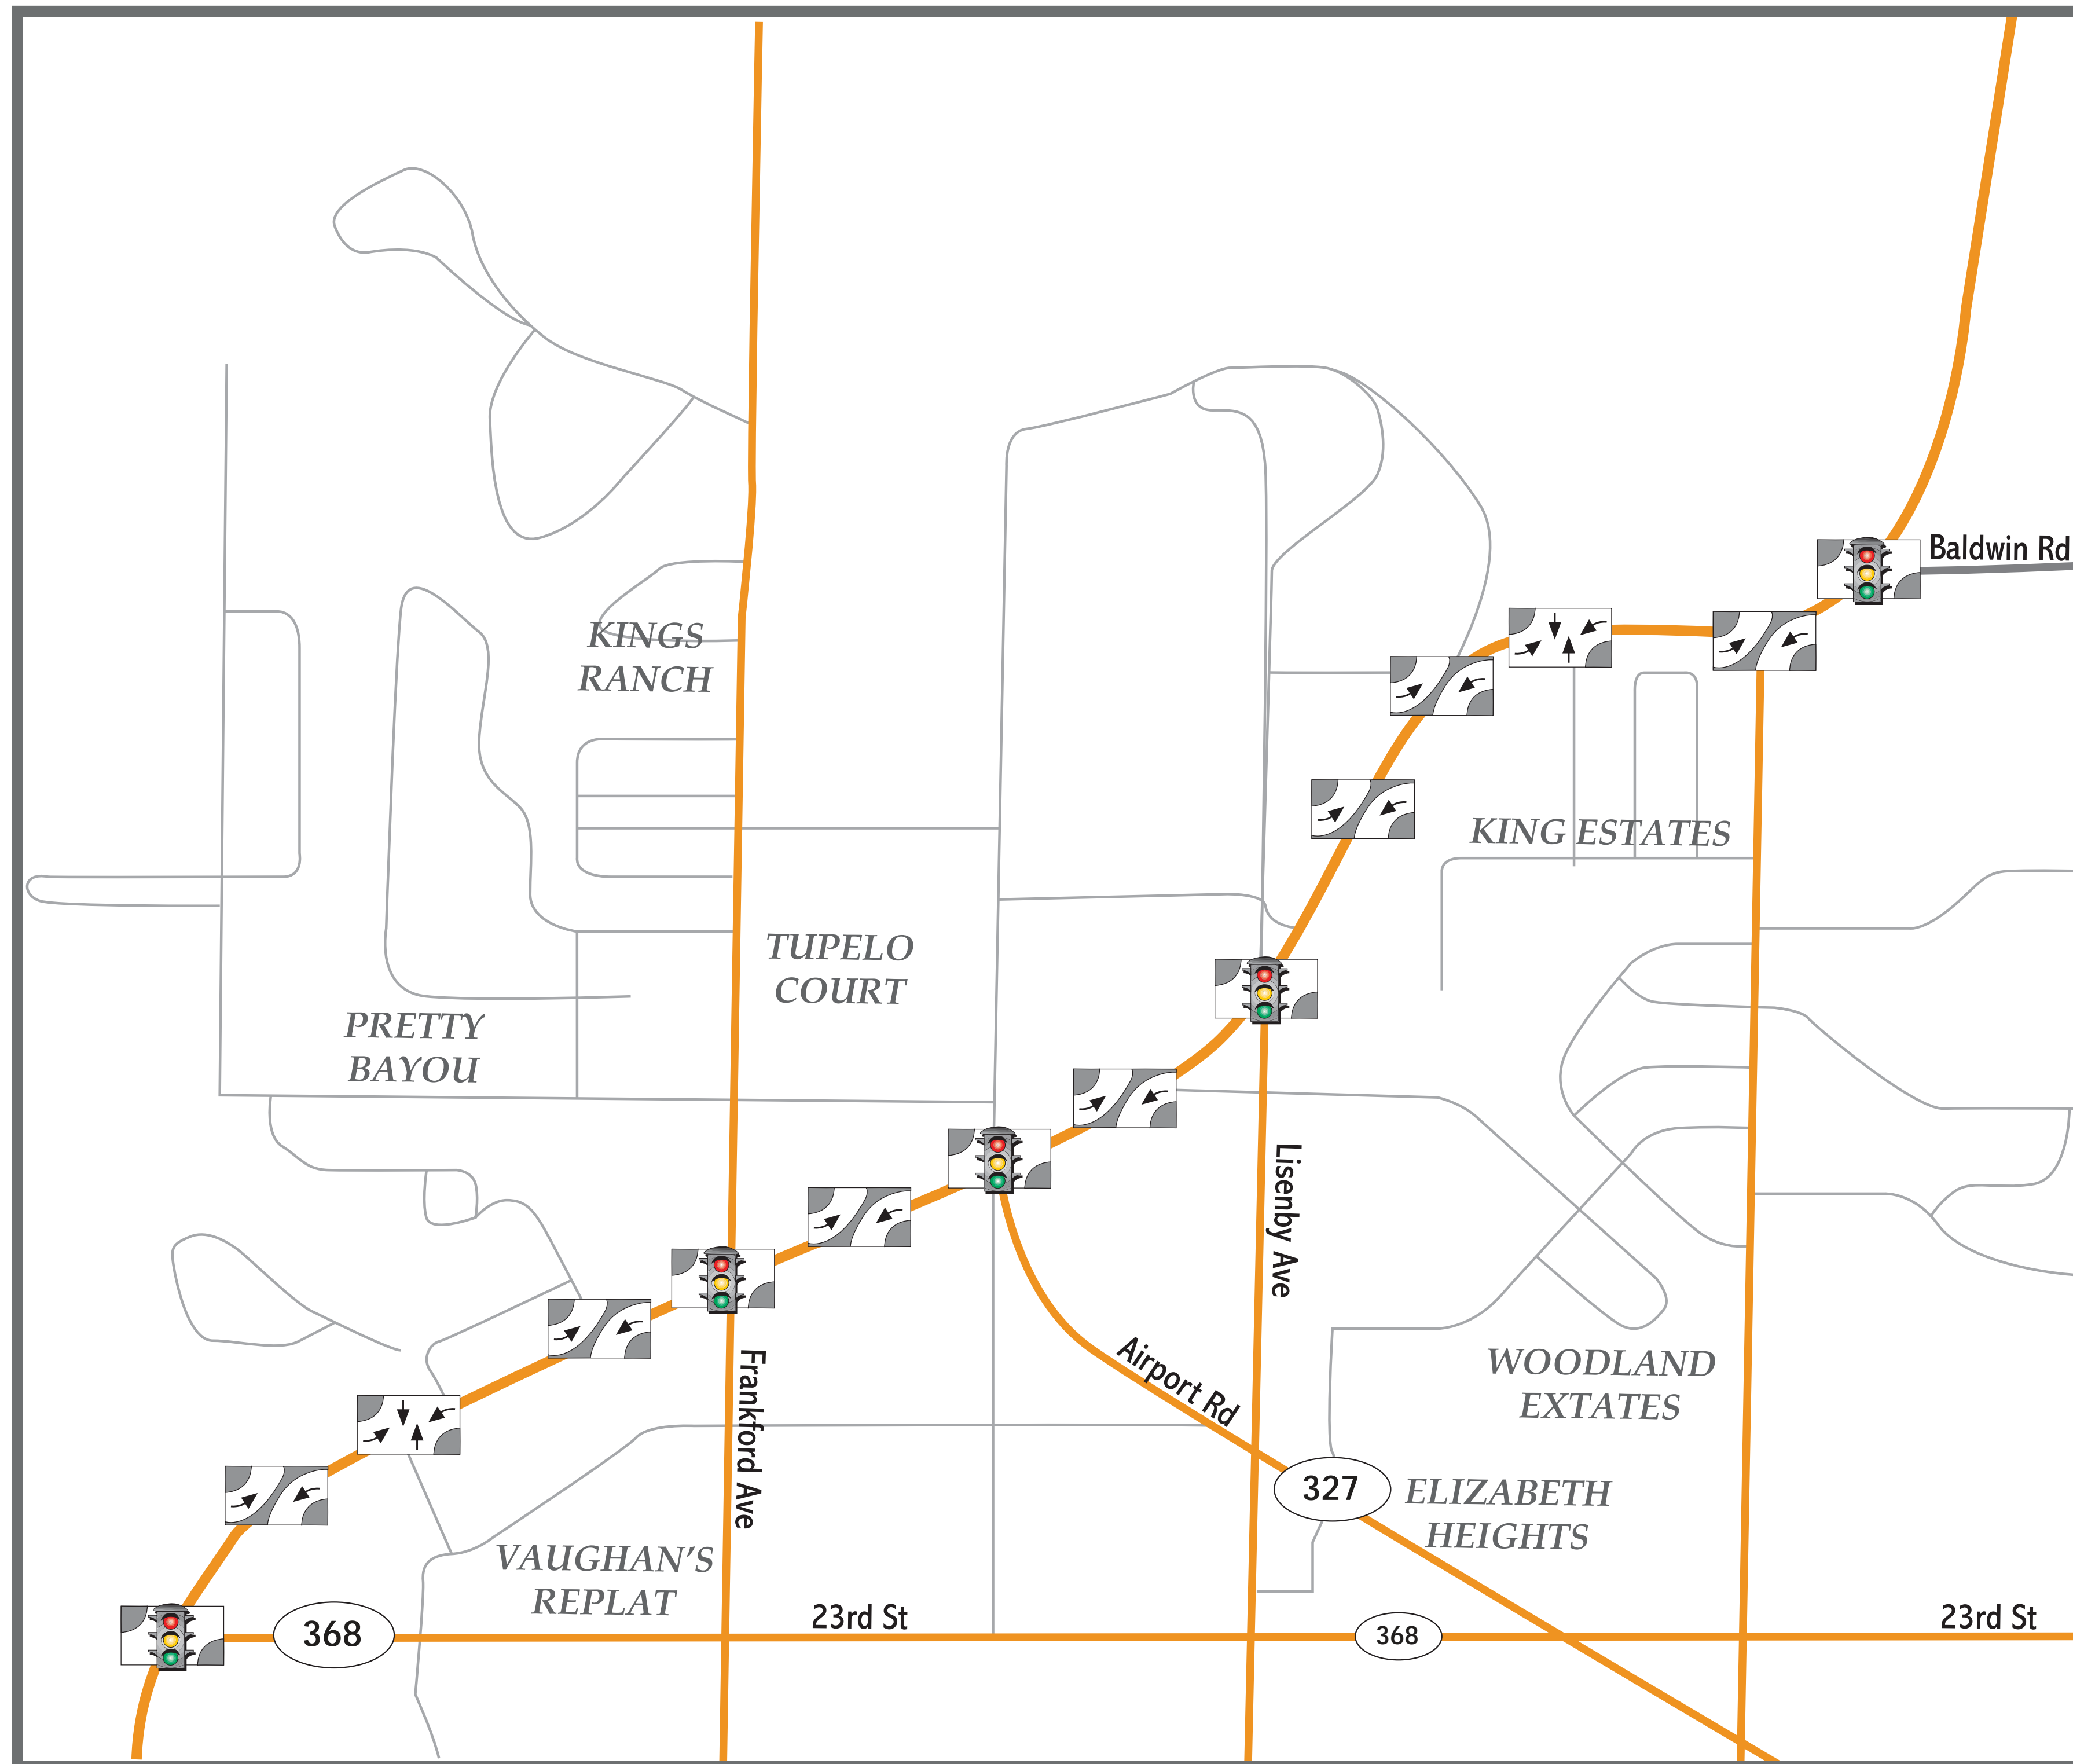 Baldwin Rd
KINGS
RANCH
KING ESTATES
TUPELO
COURT
PRETTY
BAYOU
Lisenby Ave
Airport Rd
Frankford Ave
WOODLAND
EXTATES
327
ELIZABETH
HEIGHTS
VAUGHAN'S
REPLAT
368
23rd St
368
23rd St